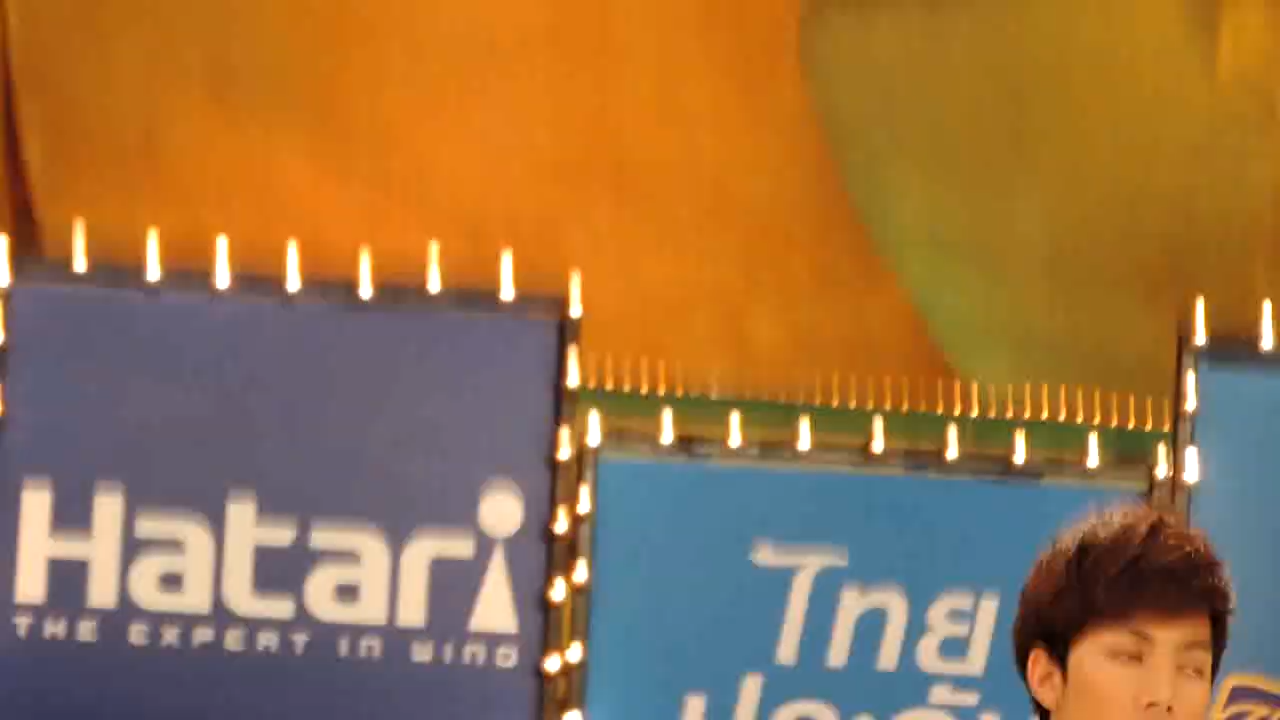 Hatari
THE EXPERT IN WIND
ไทย